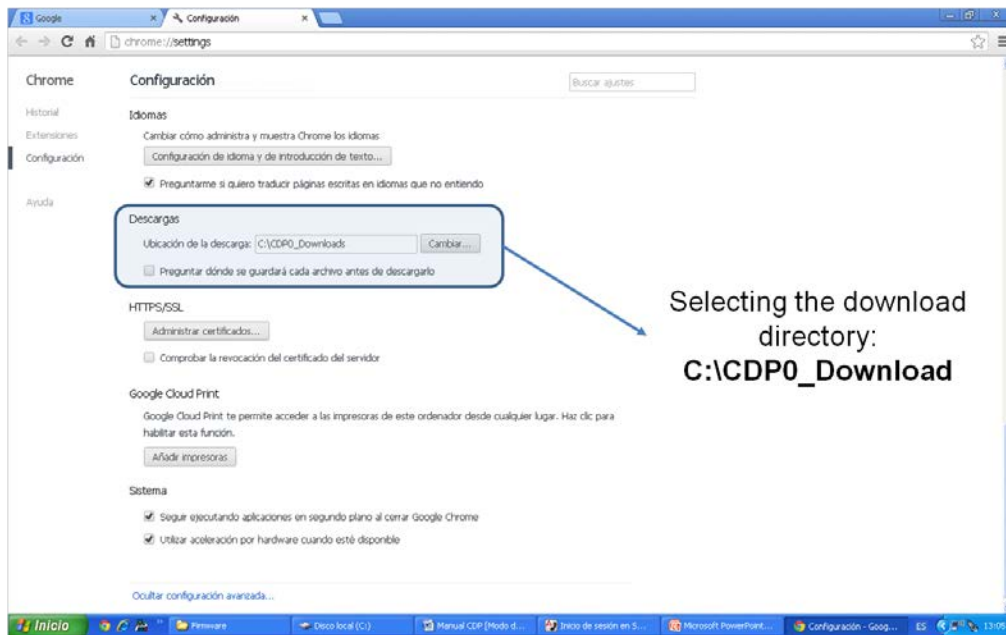 Google
Configuración
chrome://settings
Chrome
Configuración
Buscar ajustes
Historial
Extensiones
Configuración
Ayuda
Idiomas
Cambiar cómo administra y muestra Chrome los idiomas
Configuración de idioma y de introducción de texto...
Preguntarme si quiero traducir páginas escritas en idiomas que no entiendo
Descargas
Ubicación de la descarga: C:\CDP0_Downloads Cambiar...
Preguntar dónde se guardará cada archivo antes de descargarlo
HTTPS/SSL
Administrar certificados...
Comprobar la revocación del certificado del servidor
Google Cloud Print
Google Cloud Print te permite acceder a las impresoras de este ordenador desde cualquier lugar. Haz clic para
habilitar esta función.
Añadir impresoras
Sistema
Seguir ejecutando aplicaciones en segundo plano al cerrar Google Chrome
Utilizar aceleración por hardware cuando esté disponible
Ocultar configuración avanzada...
Selecting the download
directory:
C:\CDP0_Download
Inicio
Firmware
Disco local (C:)
Manual CDP [Modo d...
Inicio de sesión en S...
Microsoft PowerPoint...
Configuración - Goog...
ES